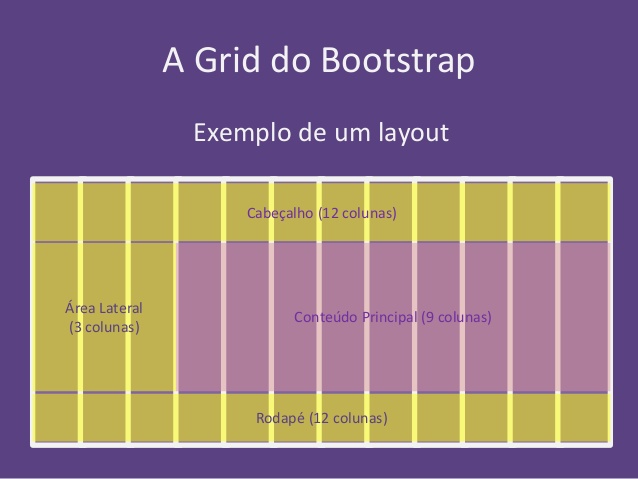 A Grid do Bootstrap
Exemplo de um layout
Cabeçalho (12 colunas)
Área Lateral
(3 colunas)
Conteúdo Principal (9 colunas)
Rodapé (12 colunas)